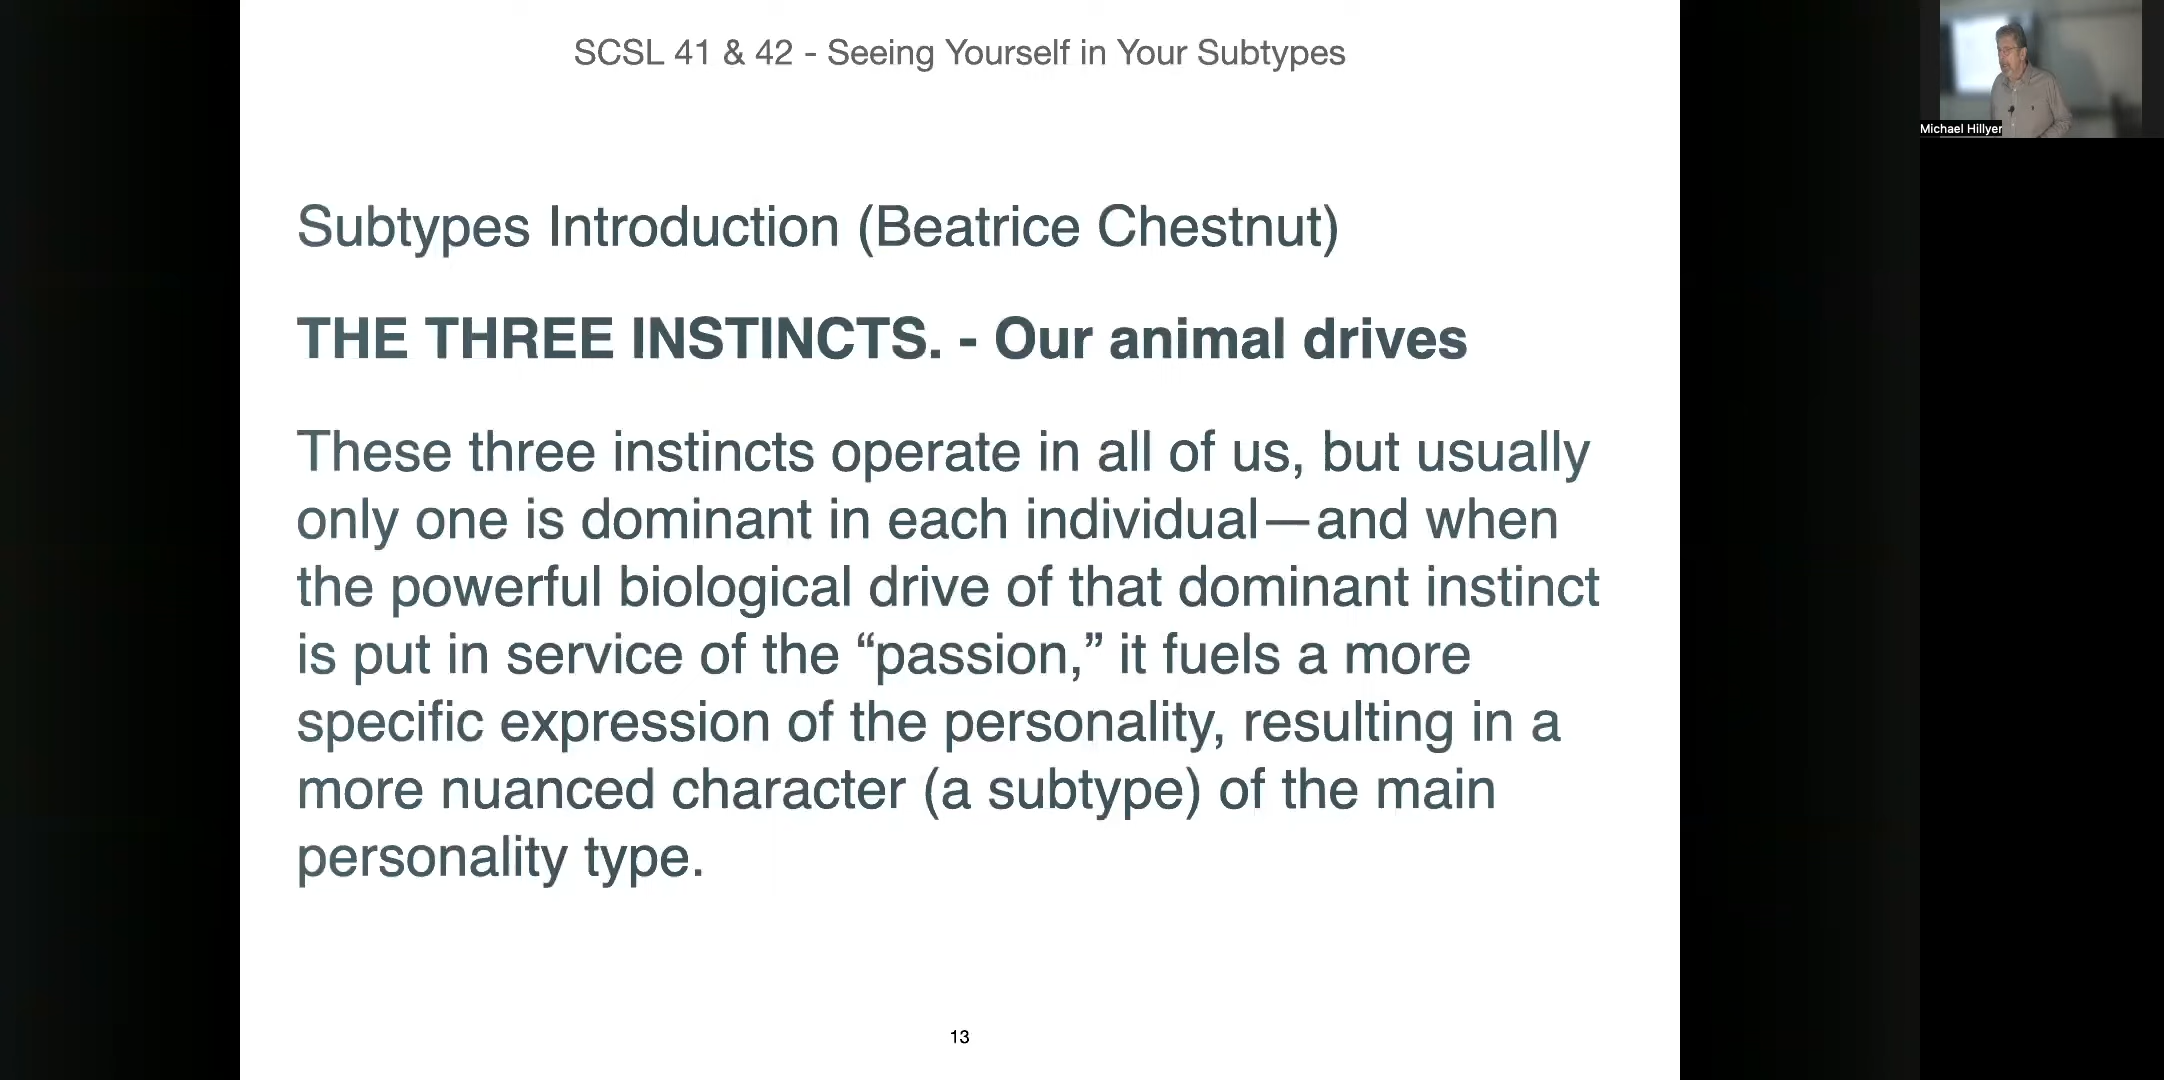 SCSL 41 & 42 - Seeing Yourself in Your Subtypes
Michael Hillyer
Subtypes Introduction (Beatrice Chestnut)
THE THREE INSTINCTS. - Our animal drives
These three instincts operate in all of us, but usually
only one is dominant in each individual—and when
the powerful biological drive of that dominant instinct
is put in service of the “passion,” it fuels a more
specific expression of the personality, resulting in a
more nuanced character (a subtype) of the main
personality type.
13